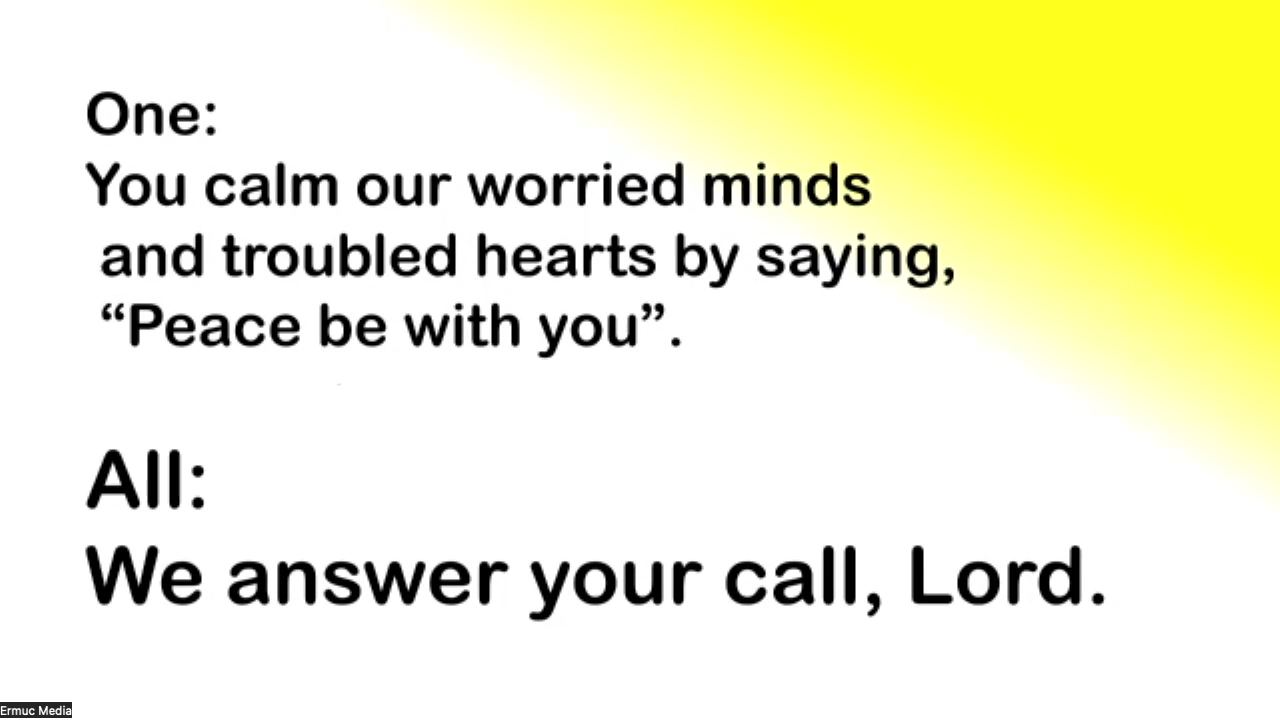 One:
You calm our worried minds
and troubled hearts by saying,
“Peace be with you”.
All:
We answer your call, Lord.
Ermuc Media